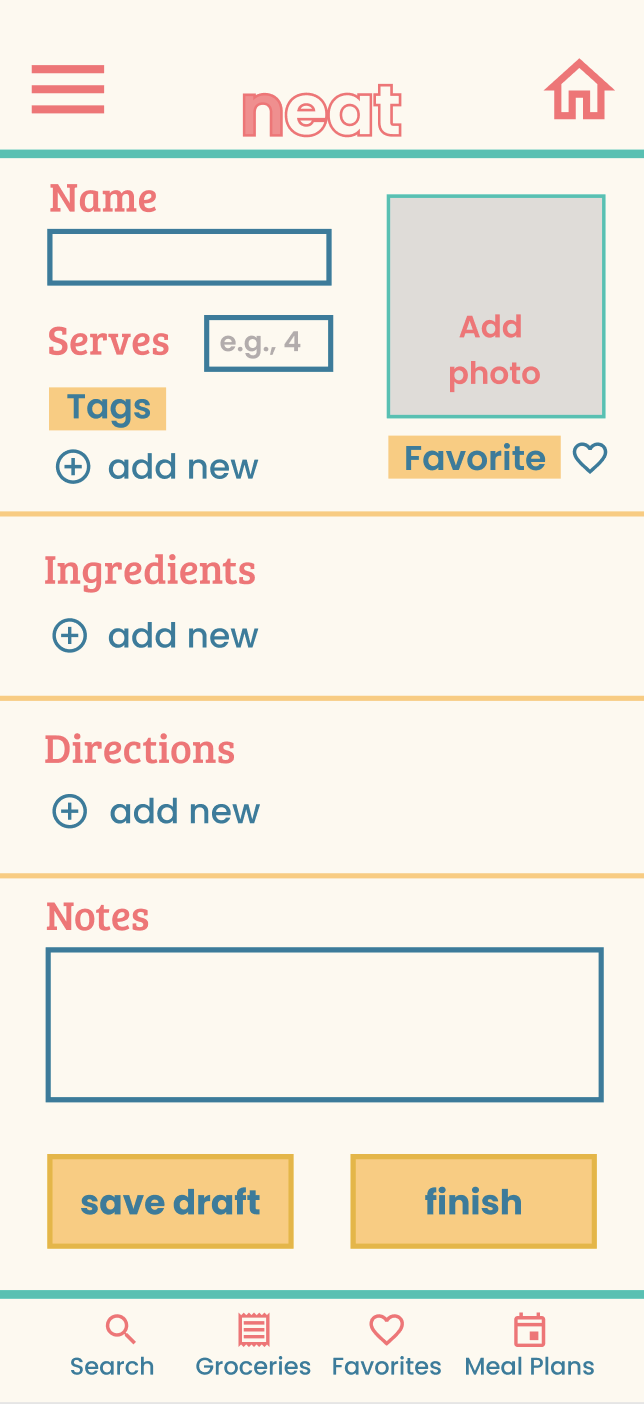 neat
Name
Serves
e.g., 4
Tags
add new
Add
photo
Favorite
Ingredients
add new
Directions
add new
Notes
save draft
finish
Search
Groceries
Favorites
Meal Plans